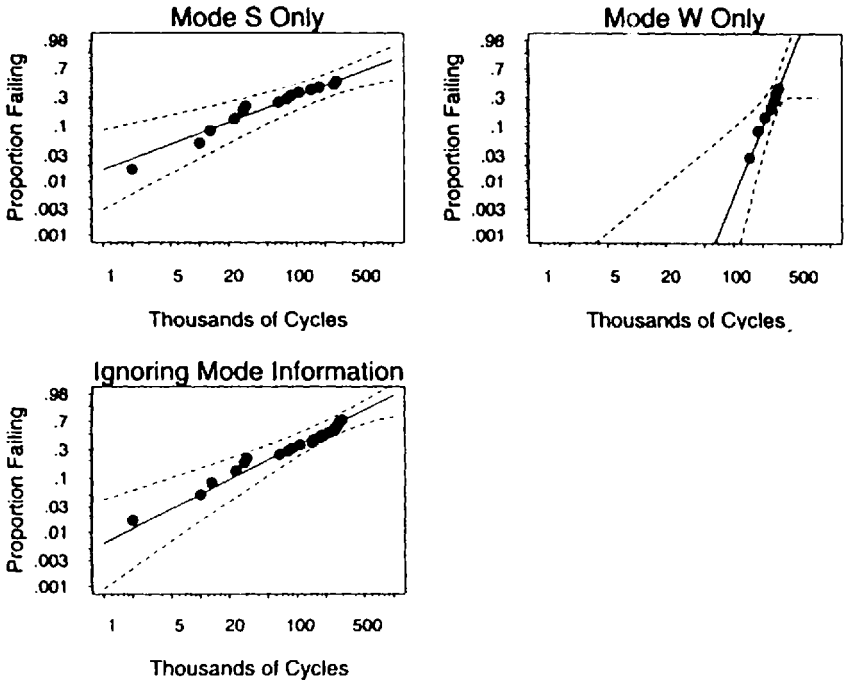 Mode S Only
Proportion Failing
.98
.7
.3
.1
.03
.01
.003
.001
1 5 20 100 500
Thousands of Cycles
Mode W Only
Proportion Failing
.98
.7
.3
.1
.03
.01
.003
.001
1 5 20 100 500
Thousands of Cycles
Ignoring Mode Information
Proportion Failing
.98
.7
.3
.1
.03
.01
.003
.001
1 5 20 100 500
Thousands of Cycles